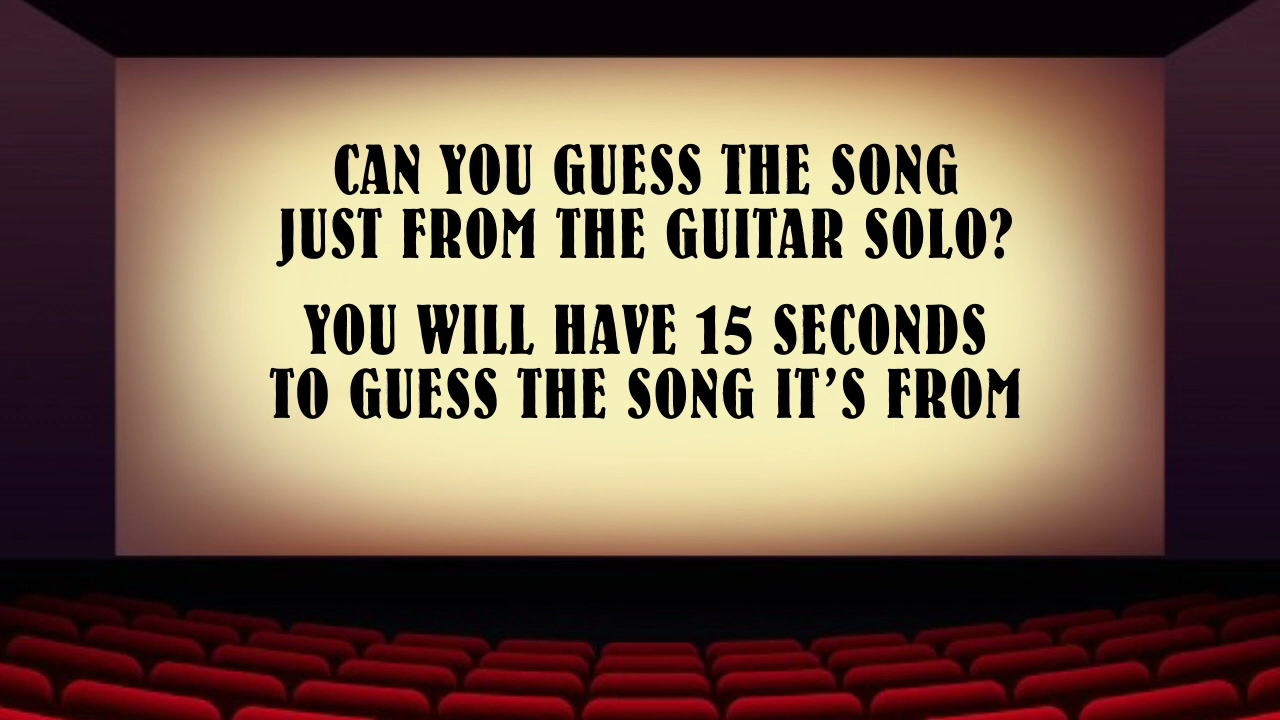 CAN YOU GUESS THE SONG
JUST FROM THE GUITAR SOLO?
YOU WILL HAVE 15 SECONDS
TO GUESS THE SONG IT’S FROM